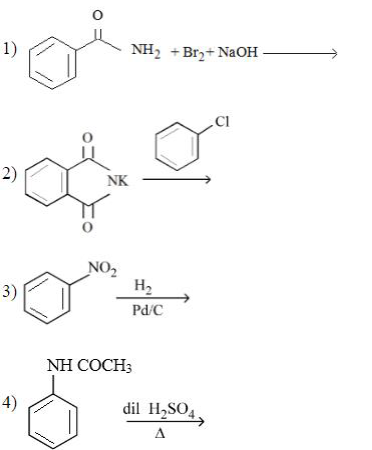 O
1) NH₂ + Br₂+ NaOH
Cl
O
2) NK
O
NO₂
3) H₂
Pd/C
NH COCH₃
4) dil H₂SO₄
Δ